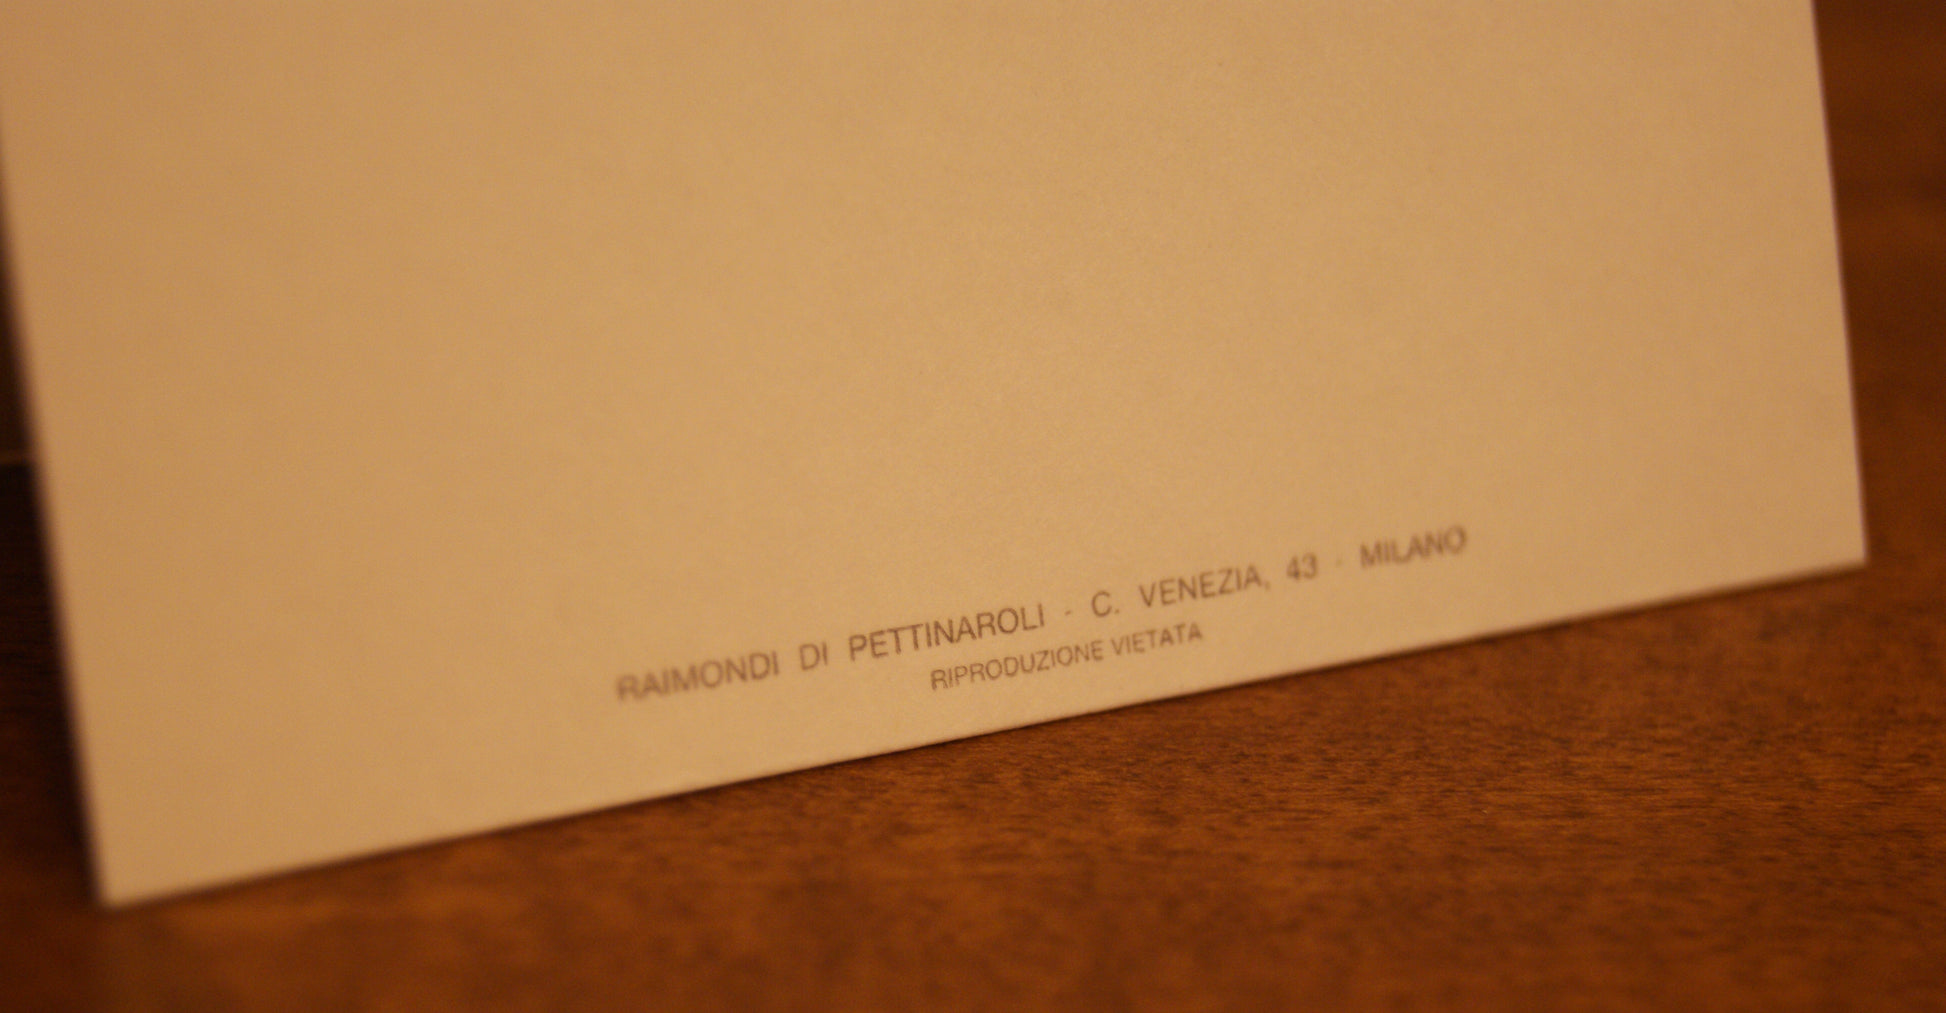 RAIMONDI DI PETTINAROLI - C. VENEZIA, 43 - MILANO
RIPRODUZIONE VIETATA